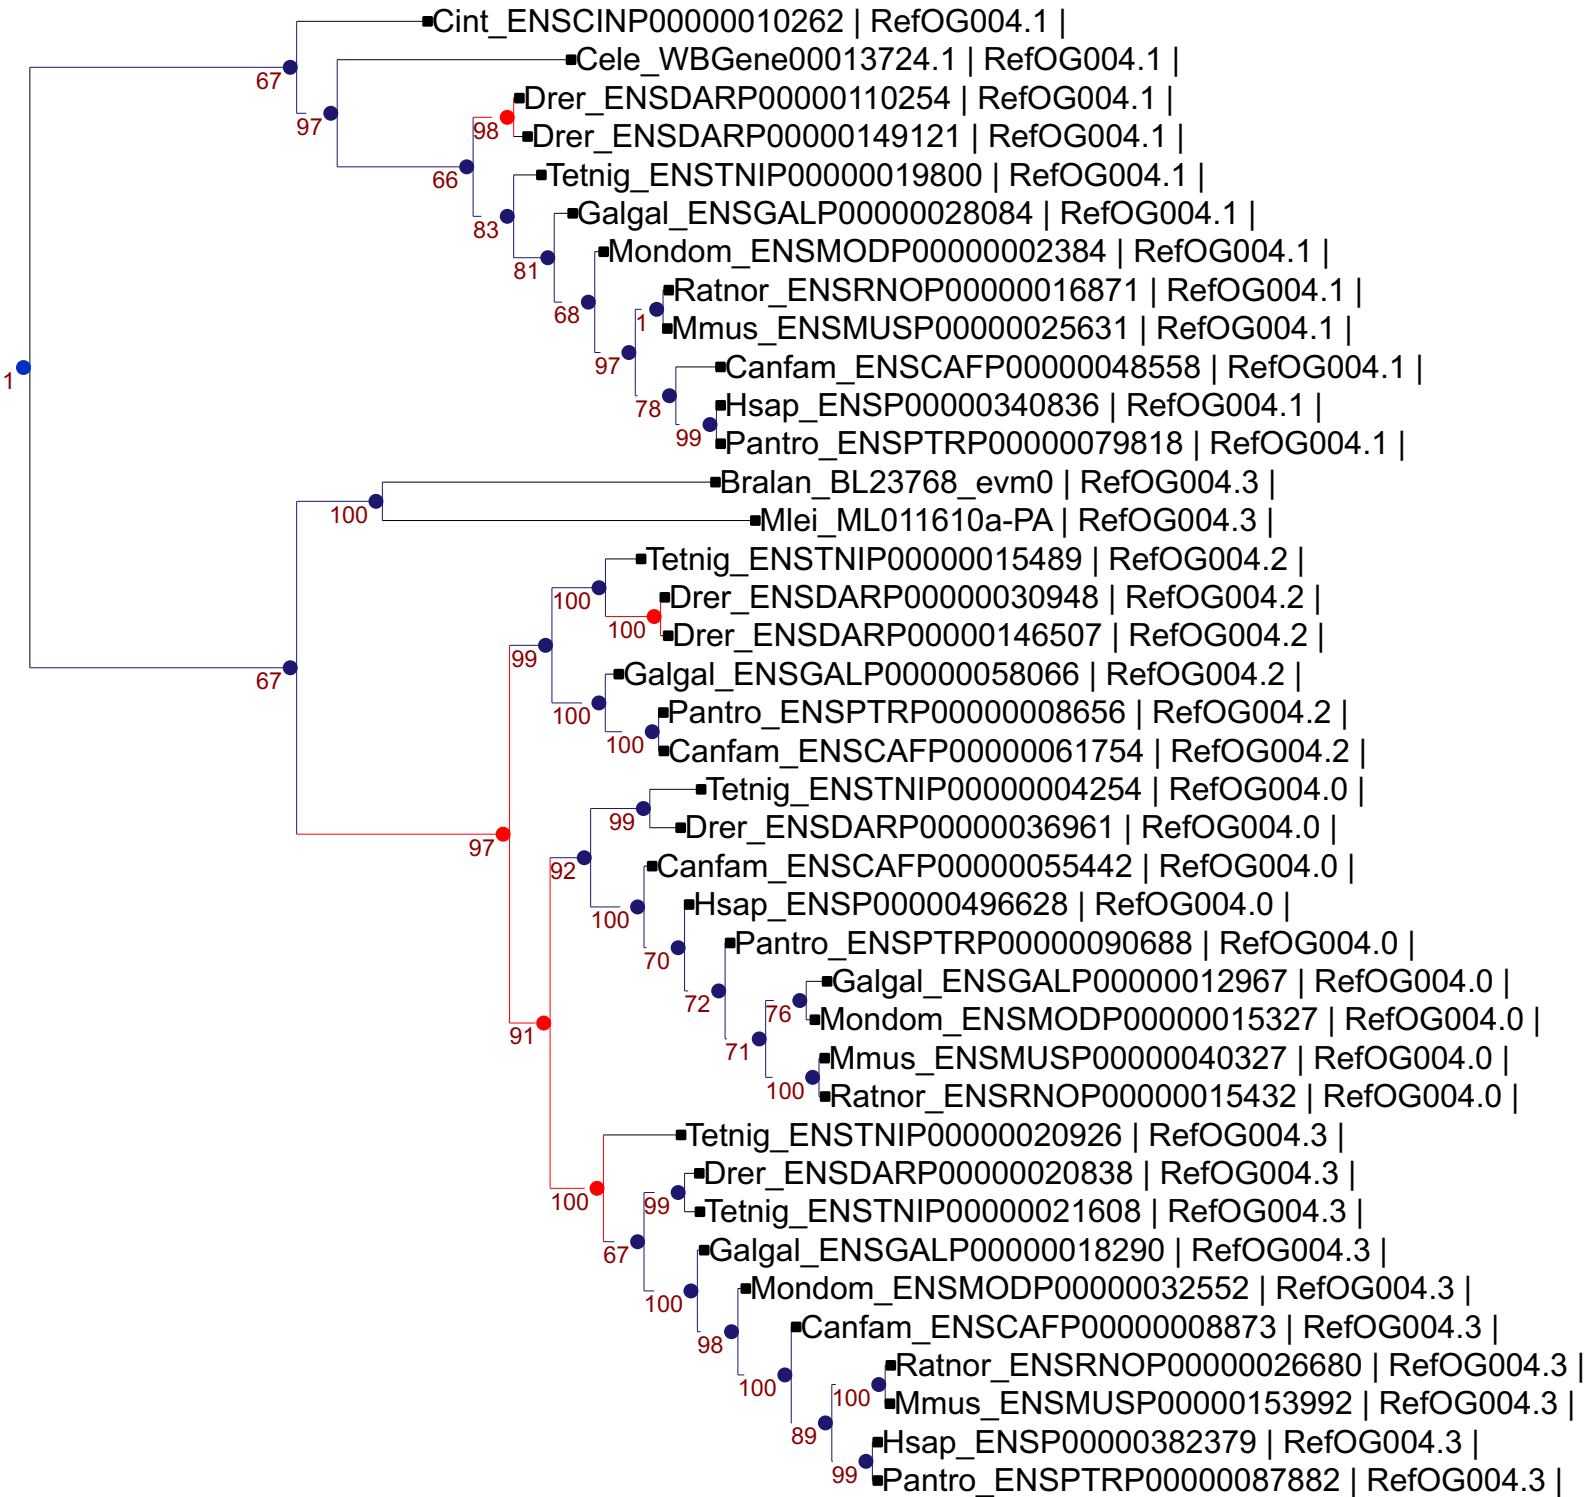 Cint_ENSCINP00000010262 | RefOG004.1 |
Cele_WBGene00013724.1 | RefOG004.1 |
67
Drer_ENSDARP00000110254 | RefOG004.1 |
97
98
Drer_ENSDARP00000149121 | RefOG004.1 |
66
Tetnig_ENSTNIP00000019800 | RefOG004.1 |
Galgal_ENSGALP00000028084 | RefOG004.1 |
83
Mondom_ENSMODP00000002384 | RefOG004.1 |
81
Ratnor_ENSRNOP00000016871 | RefOG004.1 |
68
1
Mmus_ENSMUSP00000025631 | RefOG004.1 |
97
Canfam_ENSCAFP00000048558 | RefOG004.1 |
1
78
Hsap_ENSP00000340836 | RefOG004.1 |
99
Pantro_ENSPTRP00000079818 | RefOG004.1 |
Bralan_BL23768_evm0 | RefOG004.3 |
100
Mlei_ML011610a-PA | RefOG004.3 |
Tetnig_ENSTNIP00000015489 | RefOG004.2 |
100
Drer_ENSDARP00000030948 | RefOG004.2 |
100
Drer_ENSDARP00000146507 | RefOG004.2 |
99
67
Galgal_ENSGALP00000058066 | RefOG004.2 |
100
Pantro_ENSPTRP00000008656 | RefOG004.2 |
100
Canfam_ENSCAFP00000061754 | RefOG004.2 |
Tetnig_ENSTNIP00000004254 | RefOG004.0 |
99
Drer_ENSDARP00000036961 | RefOG004.0 |
97
92
Canfam_ENSCAFP00000055442 | RefOG004.0 |
100
Hsap_ENSP00000496628 | RefOG004.0 |
70
Pantro_ENSPTRP00000090688 | RefOG004.0 |
Galgal_ENSGALP00000012967 | RefOG004.0 |
72
76
Mondom_ENSMODP00000015327 | RefOG004.0 |
91
71
Mmus_ENSMUSP00000040327 | RefOG004.0 |
100
Ratnor_ENSRNOP00000015432 | RefOG004.0 |
Tetnig_ENSTNIP00000020926 | RefOG004.3 |
Drer_ENSDARP00000020838 | RefOG004.3 |
100
99
Tetnig_ENSTNIP00000021608 | RefOG004.3 |
67
Galgal_ENSGALP00000018290 | RefOG004.3 |
100
Mondom_ENSMODP00000032552 | RefOG004.3 |
98
Canfam_ENSCAFP00000008873 | RefOG004.3 |
Ratnor_ENSRNOP00000026680 | RefOG004.3 |
100
100
Mmus_ENSMUSP00000153992 | RefOG004.3 |
89
Hsap_ENSP00000382379 | RefOG004.3 |
99
Pantro_ENSPTRP00000087882 | RefOG004.3 |